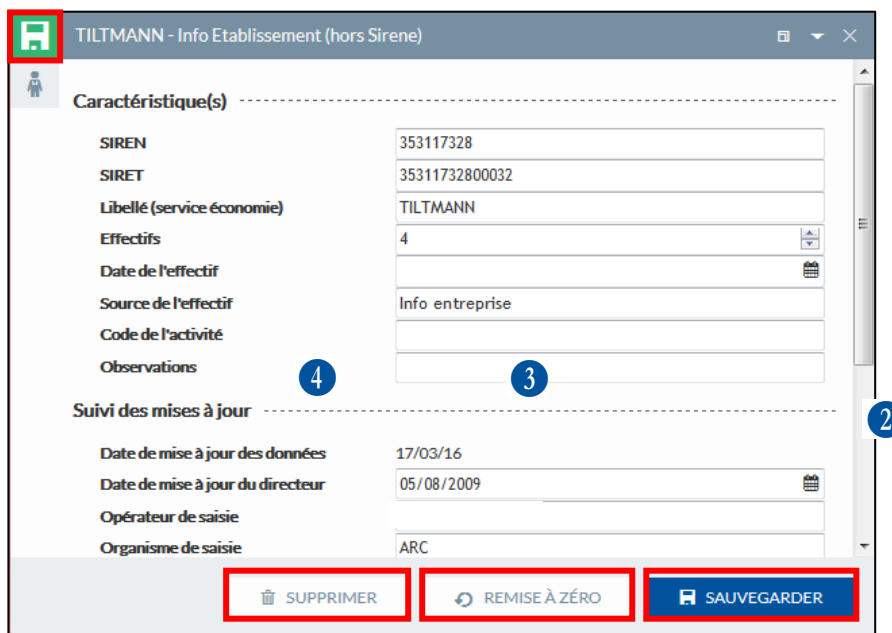 TILTMANN - Info Etablissement (hors Sirene)
Caractéristique(s)
SIREN 353117328
SIRET 35311732800032
Libellé (service économie) TILTMANN
Effectifs 4
Date de l'effectif
Source de l'effectif Info entreprise
Code de l'activité
Observations
4 3
Suivi des mises à jour
2
Date de mise à jour des données 17/03/16
Date de mise à jour du directeur 05/08/2009
Opérateur de saisie
Organisme de saisie ARC
SUPPRIMER REMISE À ZÉRO SAUVEGARDER